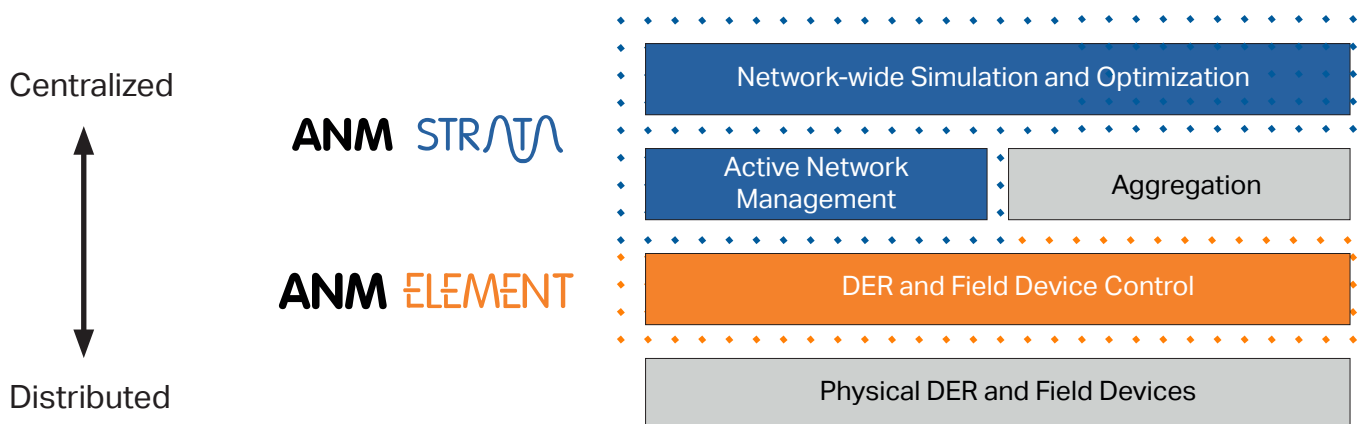 Centralized
Network-wide Simulation and Optimization
ANM STRATA
Active Network
Management
Aggregation
ANM ELEMENT
DER and Field Device Control
Distributed
Physical DER and Field Devices